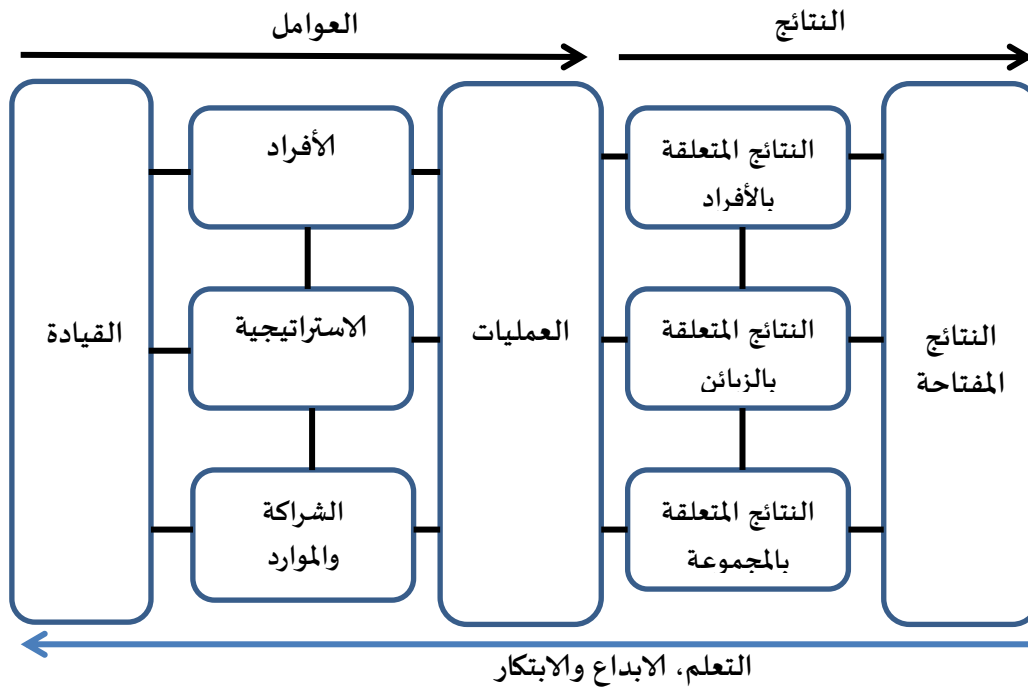 العوامل
النتائج
القيادة
الأفراد
الاستراتيجية
الشراكة
والموارد
العمليات
النتائج المتعلقة
بالأفراد
النتائج المتعلقة
بالزبائن
النتائج المتعلقة
بالمجموعة
النتائج
المفتاحة
التعلم، الابداع والابتكار